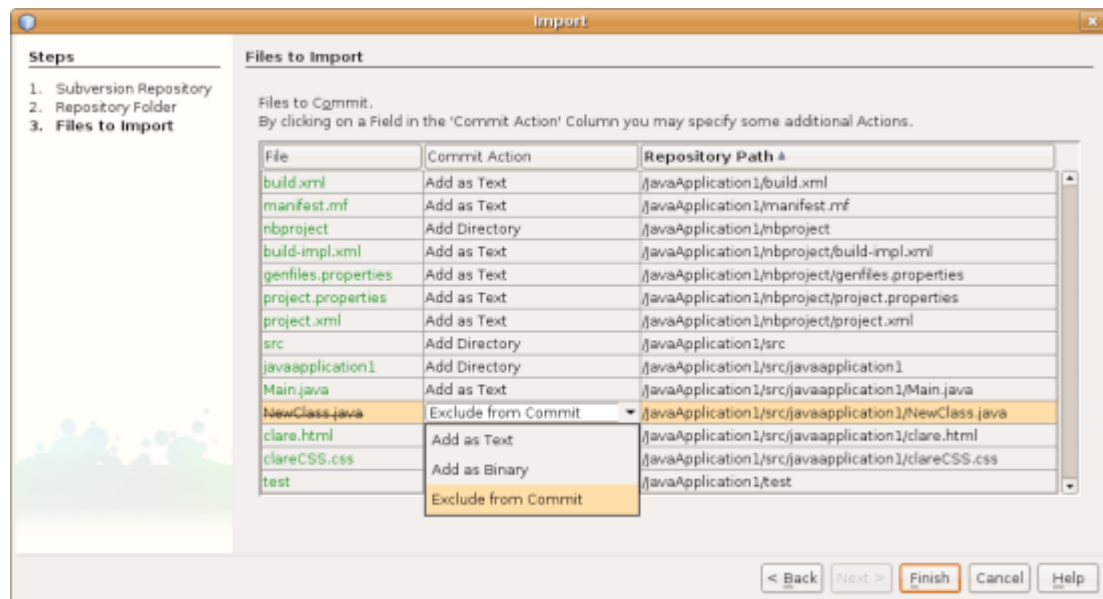 Import
Steps
1. Subversion Repository
2. Repository Folder
3. Files to Import
Files to Import
Files to Commit.
By clicking on a Field in the 'Commit Action' Column you may specify some additional Actions.
File Commit Action Repository Path
build.xml Add as Text /JavaApplication1/build.xml
manifest.mf Add as Text /JavaApplication1/manifest.mf
nbproject Add Directory /JavaApplication1/nbproject
build-impl.xml Add as Text /JavaApplication1/nbproject/build-impl.xml
genfiles.properties Add as Text /JavaApplication1/nbproject/genfiles.properties
project.properties Add as Text /JavaApplication1/nbproject/project.properties
project.xml Add as Text /JavaApplication1/nbproject/project.xml
src Add Directory /JavaApplication1/src
javaapplication1 Add Directory /JavaApplication1/src/javaapplication1
Main.java Add as Text /JavaApplication1/src/javaapplication1/Main.java
NewClass.java Exclude from Commit /JavaApplication1/src/javaapplication1/NewClass.java
clare.html /JavaApplication1/src/javaapplication1/clare.html
clareCSS.css /JavaApplication1/src/javaapplication1/clareCSS.css
test /JavaApplication1/test
Add as Text
Add as Binary
Exclude from Commit
< Back Next > Finish Cancel Help